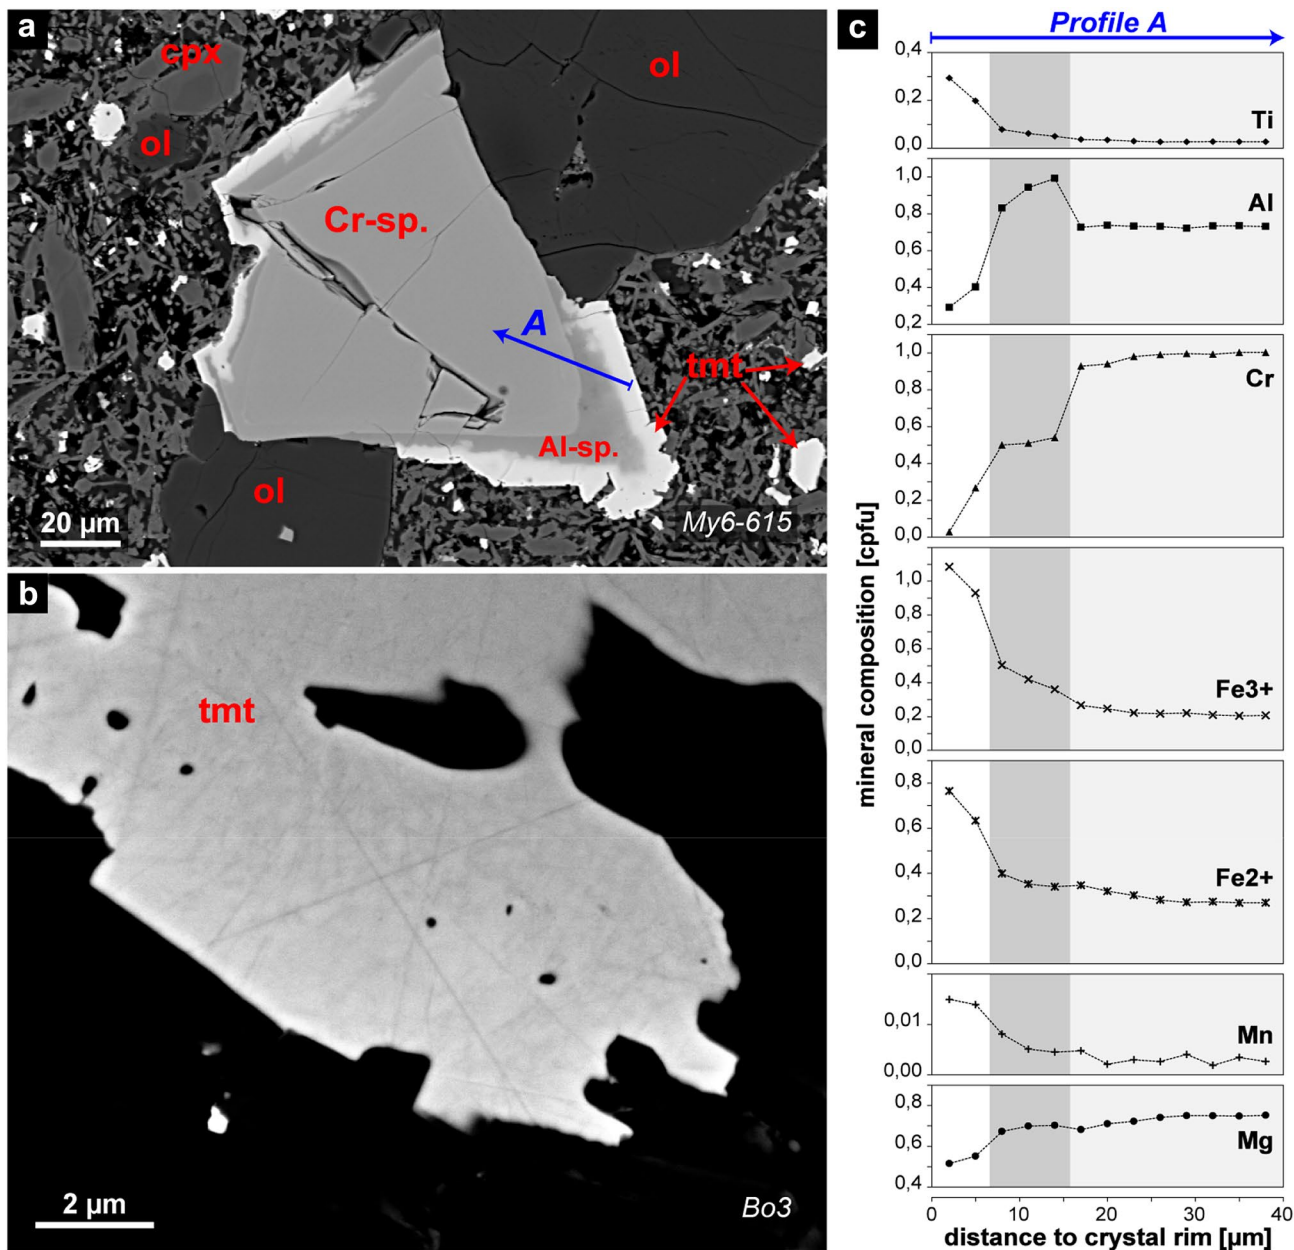 a
cpx
ol
ol
Cr-sp.
A
tmt
Al-sp.
ol
20 µm
My6-615
b
tmt
2 µm
Bo3
c
Profile A
0,4
0,2
0,0
Ti
1,0
0,8
0,6
0,4
0,2
Al
1,0
0,8
0,6
0,4
0,2
0,0
Cr
1,0
0,8
0,6
0,4
0,2
0,0
Fe3+
0,8
0,6
0,4
0,2
0,0
Fe2+
0,01
0,00
Mn
0,8
0,6
0,4
Mg
mineral composition [cpfu]
0 10 20 30 40
distance to crystal rim [µm]